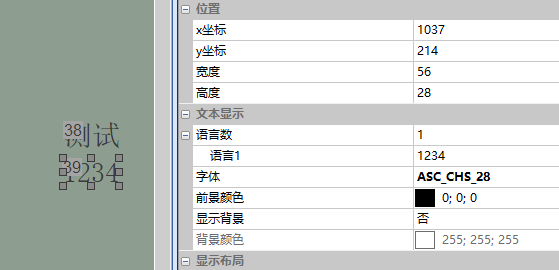 38
测试
39
1234
位置
x坐标 1037
y坐标 214
宽度 56
高度 28
文本显示
语言数 1
语言1 1234
字体 ASC_CHS_28
前景颜色 0; 0; 0
显示背景 否
背景颜色 255; 255; 255
显示布局